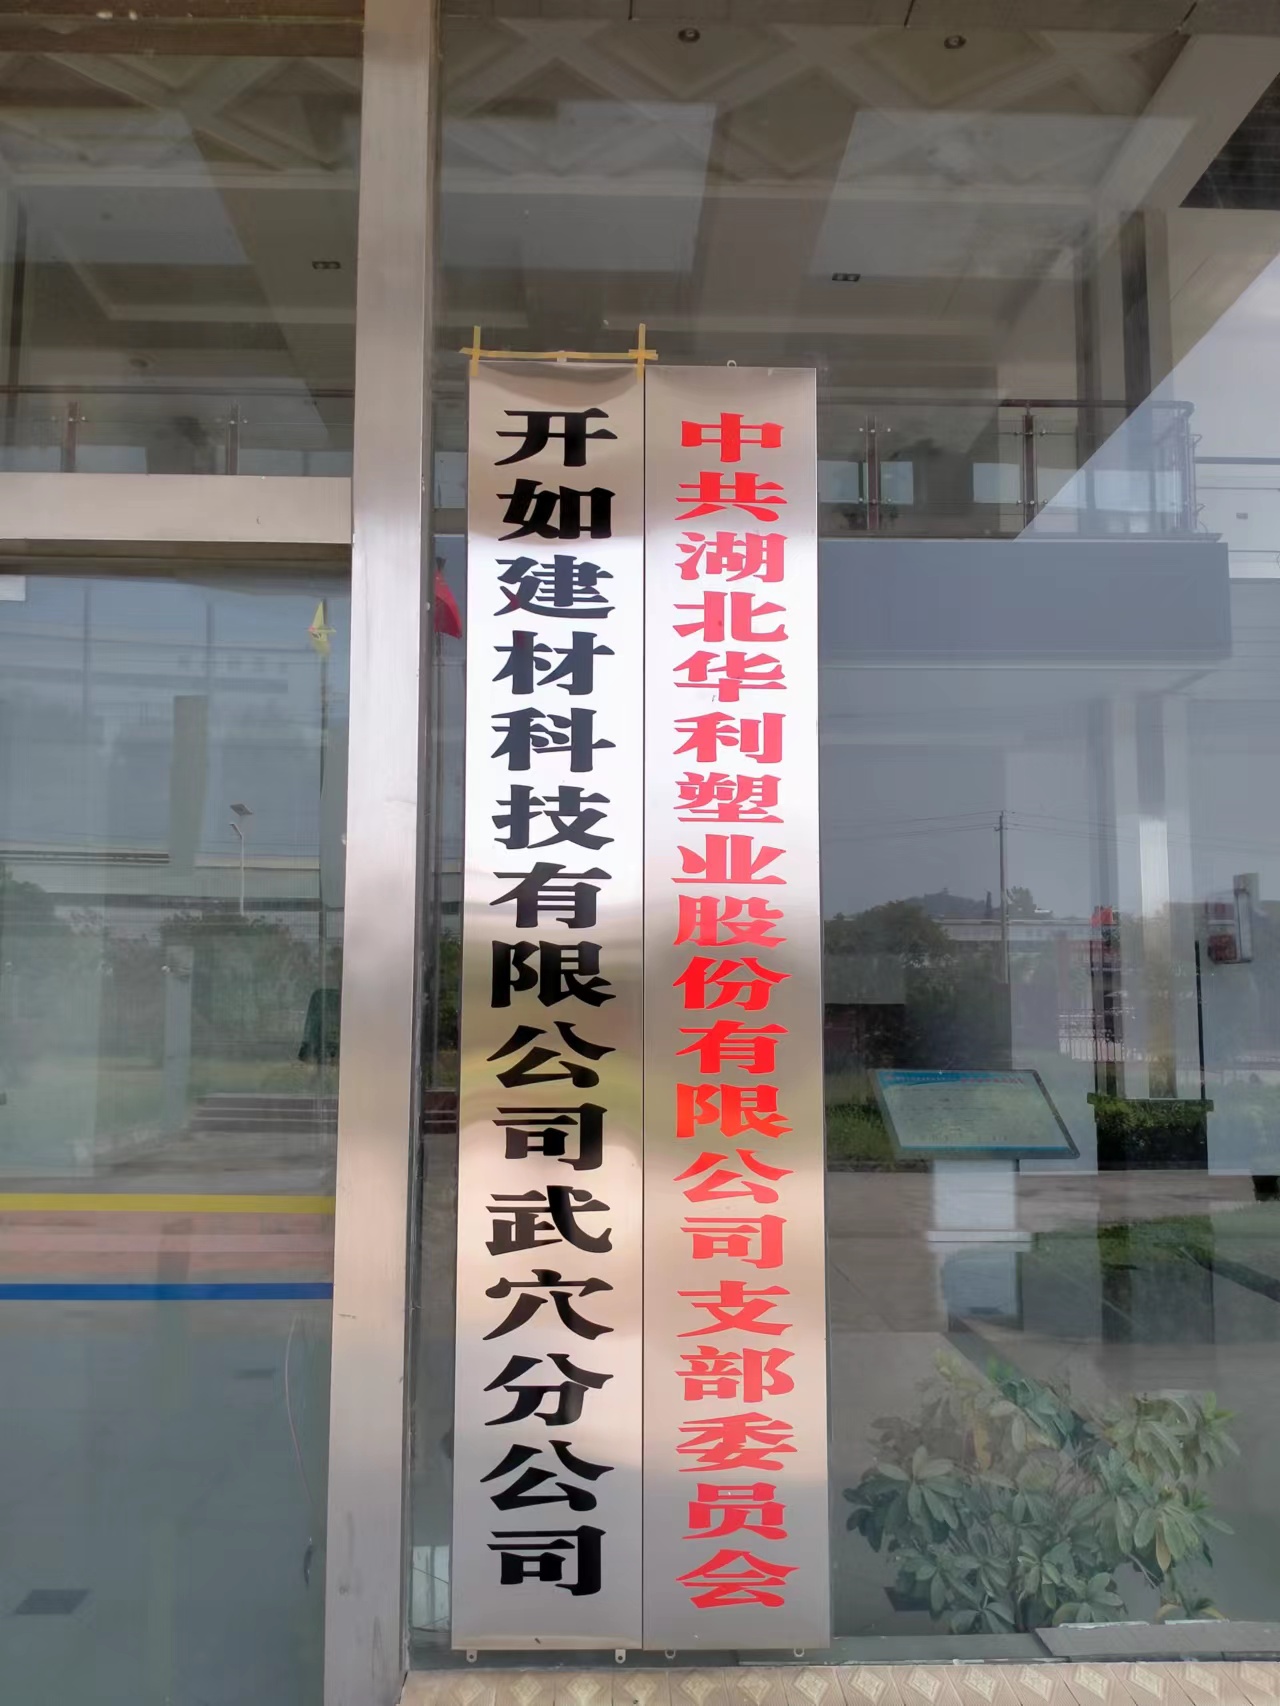 开如建材科技有限公司武穴分公司
中共湖北华利塑业股份有限公司支部委员会